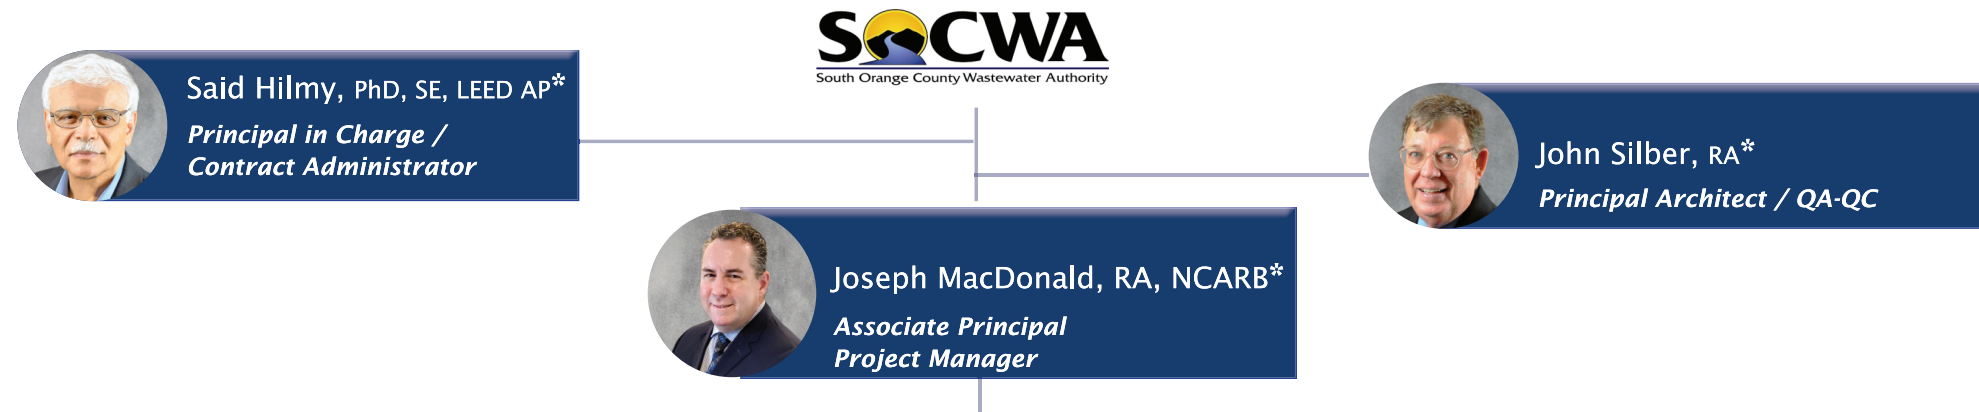 SOCWA
South Orange County Wastewater Authority
Said Hilmy, PhD, SE, LEED AP*
Principal in Charge /
Contract Administrator
John Silber, RA*
Principal Architect / QA-QC
Joseph MacDonald, RA, NCARB*
Associate Principal
Project Manager